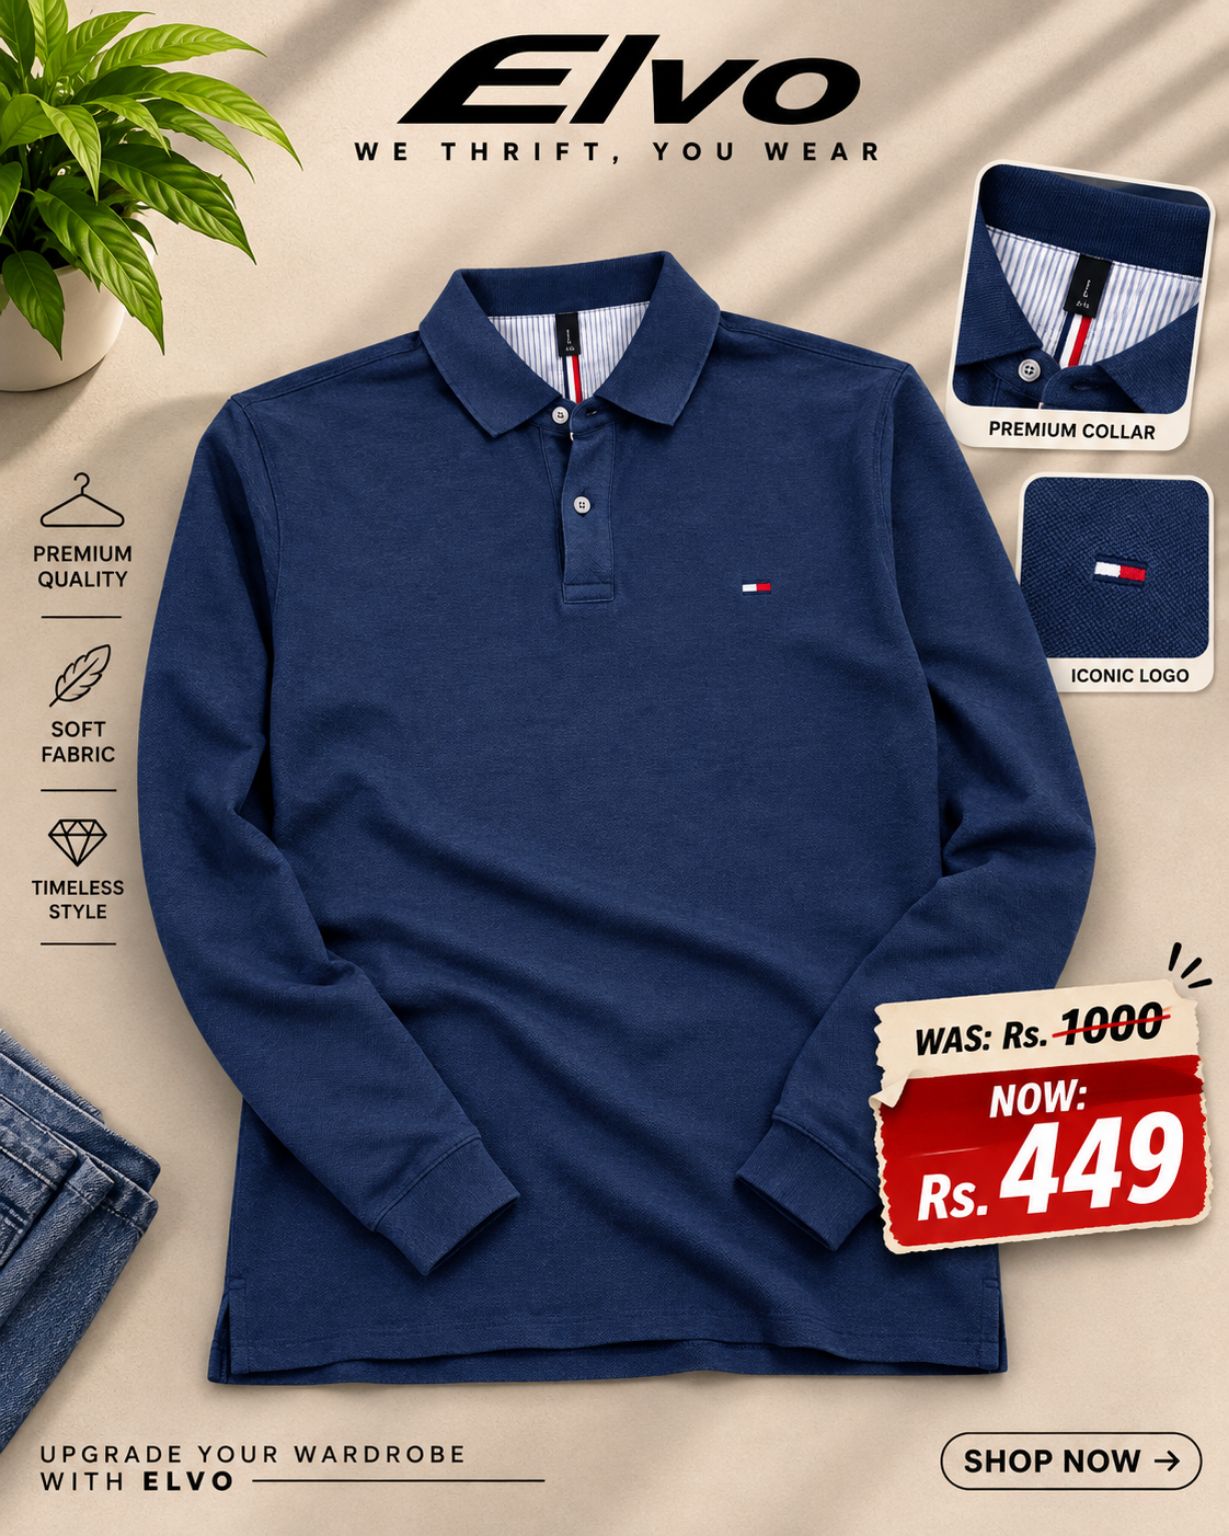 Elvo
WE THRIFT, YOU WEAR
PREMIUM COLLAR
ICONIC LOGO
PREMIUM
QUALITY
SOFT
FABRIC
TIMELESS
STYLE
WAS: Rs. 1000
NOW:
Rs. 449
UPGRADE YOUR WARDROBE
WITH ELVO
SHOP NOW →